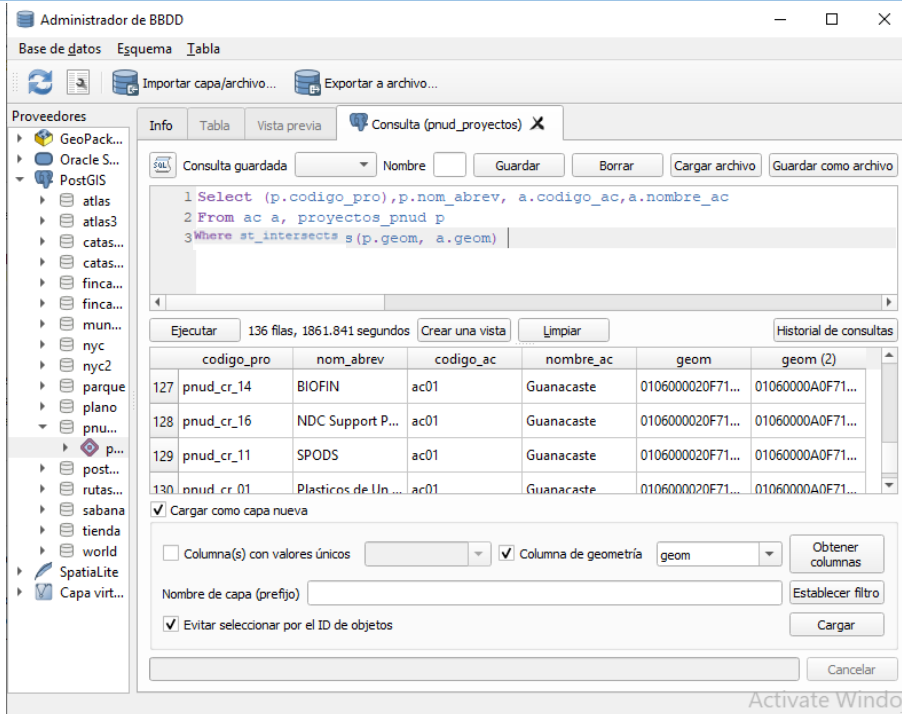 Administrador de BBDD
Base de datos Esquema Tabla
Importar capa/archivo... Exportar a archivo...
Proveedores
GeoPack...
Oracle S...
PostGIS
atlas
atlas3
catas...
catas...
finca...
finca...
mun...
nyc
nyc2
parque
plano
pnu...
p...
post...
rutas...
sabana
tienda
world
SpatiaLite
Capa virt...
Info Tabla Vista previa Consulta (pnud_proyectos) X
SQL Consulta guardada Nombre Guardar Borrar Cargar archivo Guardar como archivo
1 Select (p.codigo_pro),p.nom_abrev, a.codigo_ac,a.nombre_ac
2 From ac a, proyectos_pnud p
3 Where st_intersects s(p.geom, a.geom)
Ejecutar 136 filas, 1861.841 segundos Crear una vista Limpiar Historial de consultas
codigo_pro nom_abrev codigo_ac nombre_ac geom geom (2)
127 pnud_cr_14 BIOFIN ac01 Guanacaste 0106000020F71... 01060000A0F71...
128 pnud_cr_16 NDC Support P... ac01 Guanacaste 0106000020F71... 01060000A0F71...
129 pnud_cr_11 SPODS ac01 Guanacaste 0106000020F71... 01060000A0F71...
130 pnud_cr_01 Plasticos de Un ... ac01 Guanacaste 0106000020F71... 01060000A0F71...
Cargar como capa nueva
Columna(s) con valores únicos Columna de geometría geom Obtener columnas
Nombre de capa (prefijo) Establecer filtro
Evitar seleccionar por el ID de objetos Cargar
Cancelar
Activate Windo